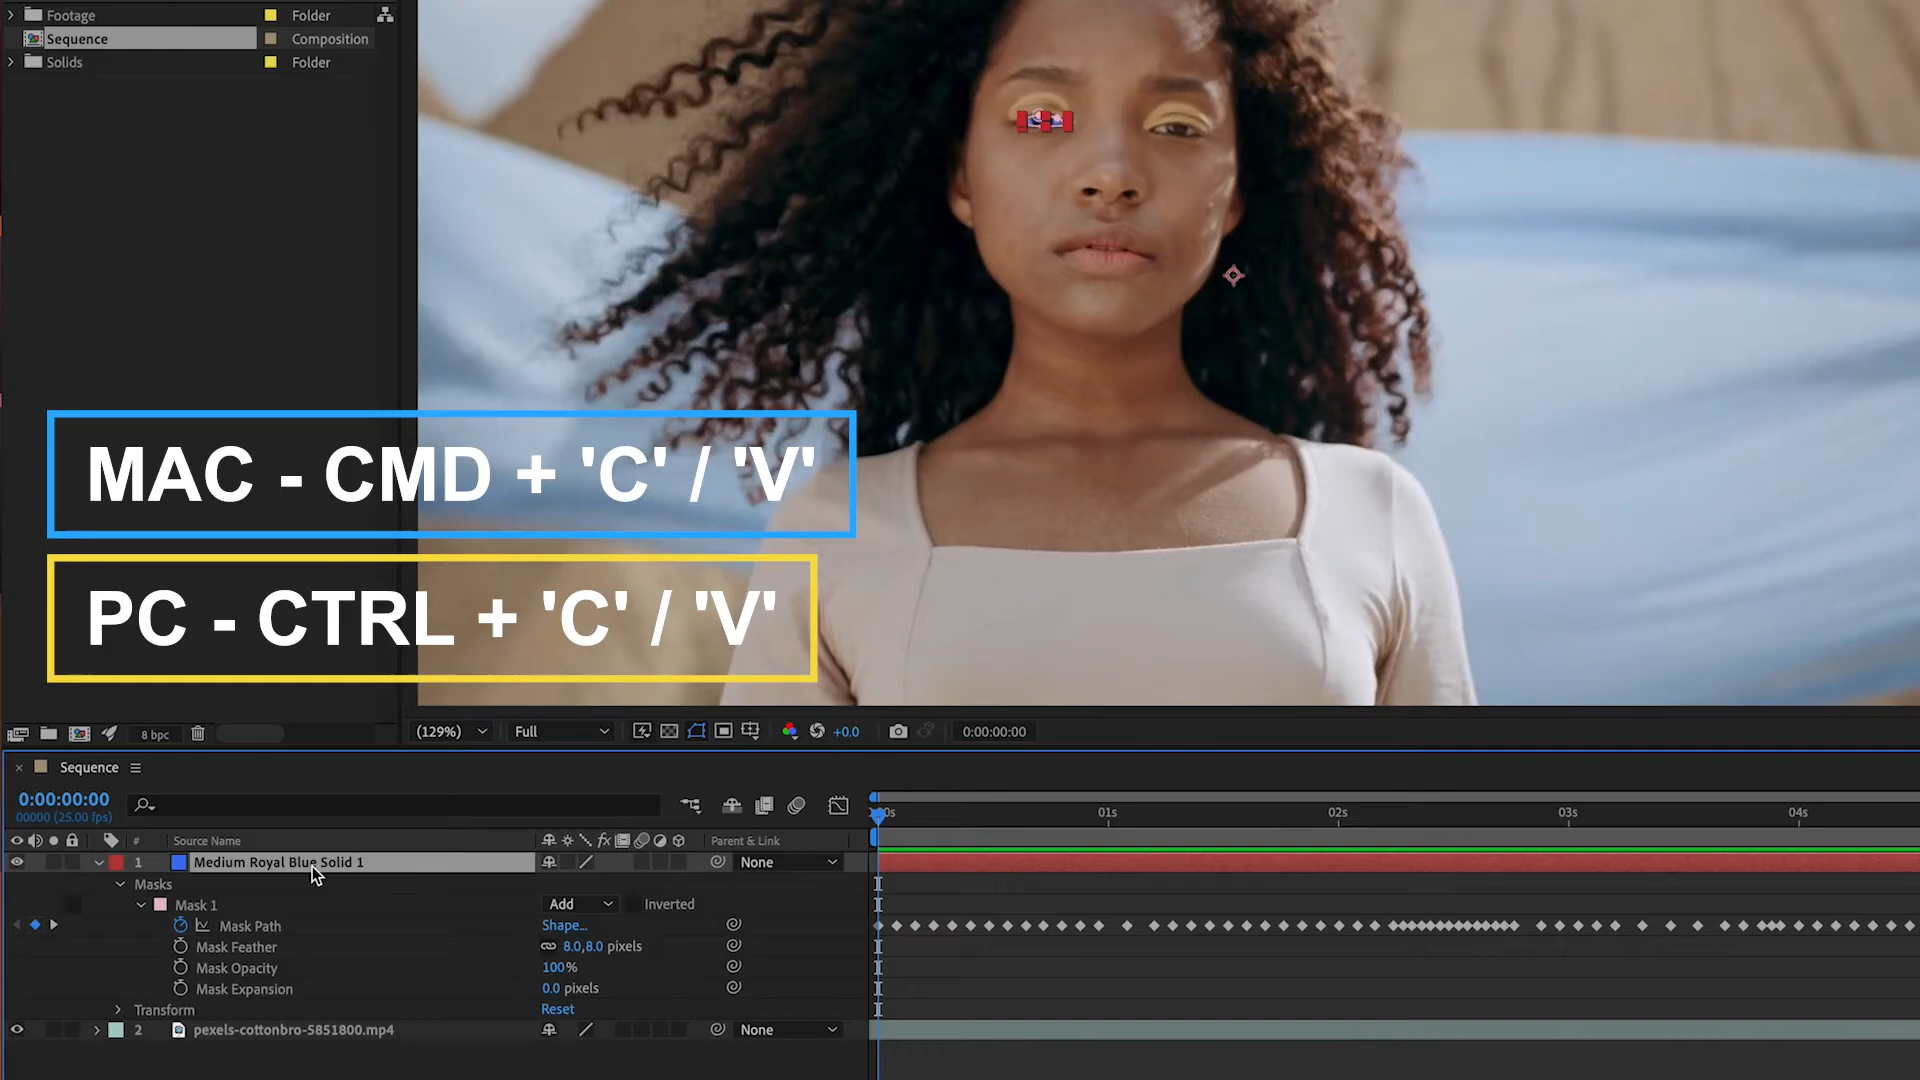 Footage Folder
Sequence Composition
Solids Folder
MAC - CMD + 'C' / 'V'
PC - CTRL + 'C' / 'V'
8 bpc
(129%) Full +0.0 0:00:00:00
Sequence
0:00:00:00
00000 (25.00 fps)
01s 02s 03s 04s
# Source Name fx Parent & Link
1 Medium Royal Blue Solid 1 None
Masks
Mask 1 Add Inverted
Mask Path Shape...
Mask Feather 8.0,8.0 pixels
Mask Opacity 100%
Mask Expansion 0.0 pixels
Transform Reset
2 pexels-cottonbro-5851800.mp4 None